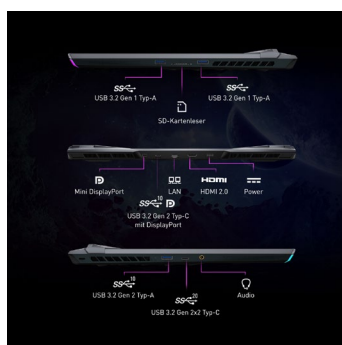 SS
USB 3.2 Gen 1 Typ-A
SS
USB 3.2 Gen 1 Typ-A
SD-Kartenleser
Mini DisplayPort
SS 10
USB 3.2 Gen 2 Typ-C
mit DisplayPort
LAN
HDMI
HDMI 2.0
Power
SS 10
USB 3.2 Gen 2 Typ-A
SS 20
USB 3.2 Gen 2x2 Typ-C
Audio